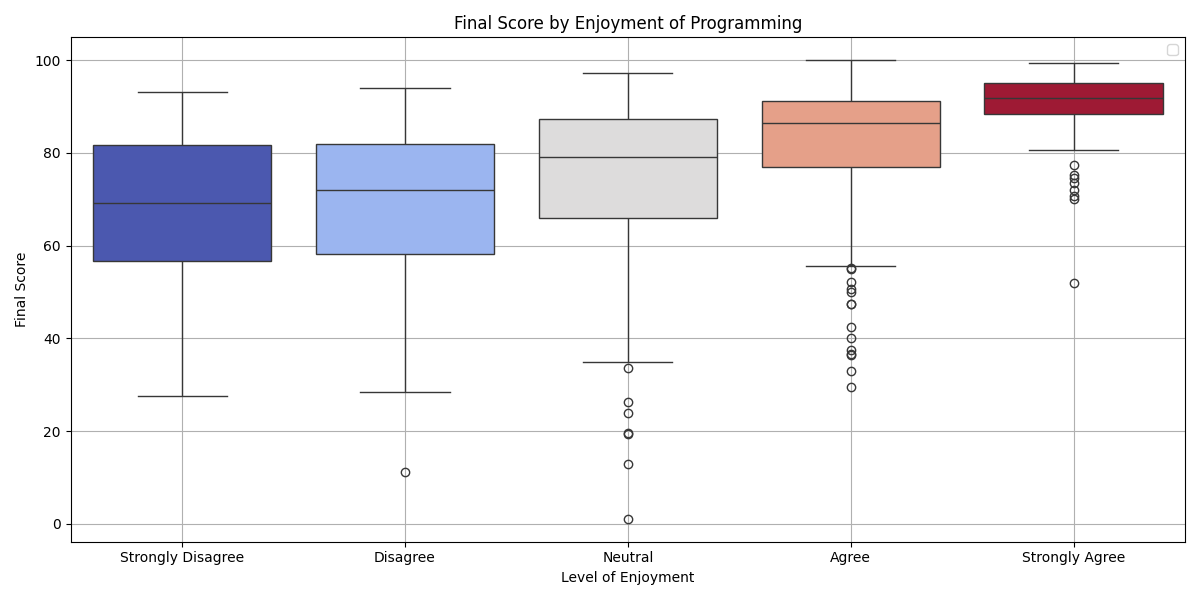 Final Score by Enjoyment of Programming
100
80
60
40
20
0
Final Score
Strongly Disagree
Disagree
Neutral
Agree
Strongly Agree
Level of Enjoyment